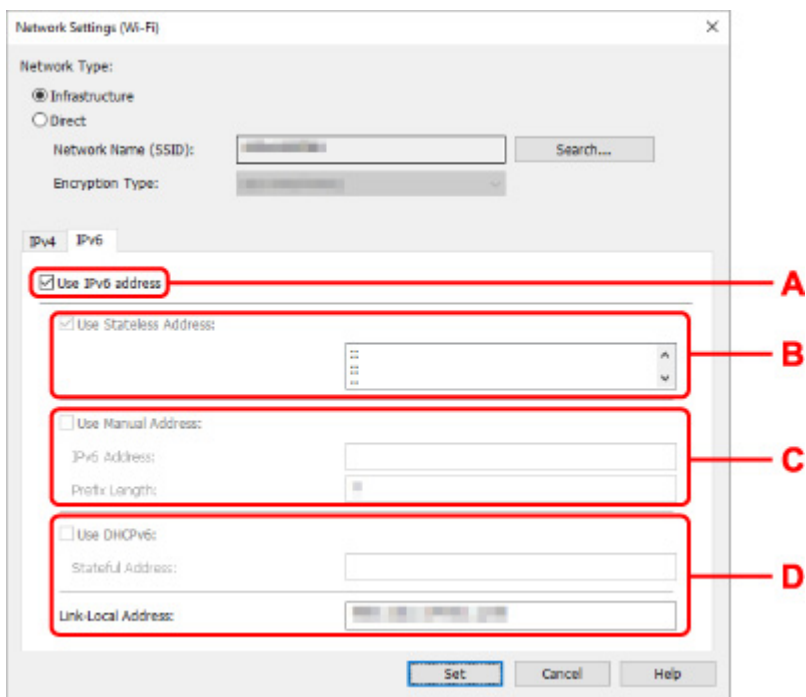 Network Settings (Wi-Fi)
Network Type:
Infrastructure
Direct
Network Name (SSID):
Search...
Encryption Type:
IPv4 IPv6
Use IPv6 address
A
Use Stateless Address:
::
::
::
B
Use Manual Address:
IPv6 Address:
C
Prefix Length:
Use DHCPv6:
Stateful Address:
D
Link-Local Address:
Set Cancel Help